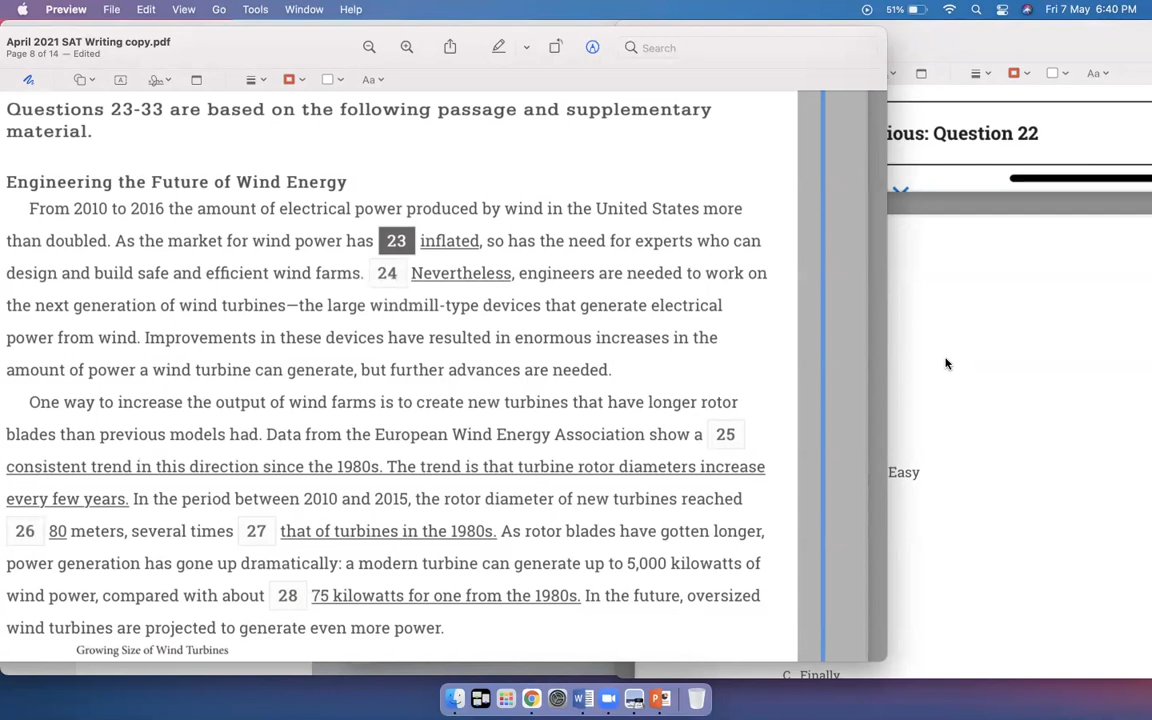 Preview File Edit View Go Tools Window Help 51% Fri 7 May 6:40 PM
April 2021 SAT Writing copy.pdf
Page 8 of 14 — Edited
Search
Aa
Aa
Questions 23-33 are based on the following passage and supplementary
material.
Engineering the Future of Wind Energy
From 2010 to 2016 the amount of electrical power produced by wind in the United States more
than doubled. As the market for wind power has 23 inflated, so has the need for experts who can
design and build safe and efficient wind farms. 24 Nevertheless, engineers are needed to work on
the next generation of wind turbines—the large windmill-type devices that generate electrical
power from wind. Improvements in these devices have resulted in enormous increases in the
amount of power a wind turbine can generate, but further advances are needed.
One way to increase the output of wind farms is to create new turbines that have longer rotor
blades than previous models had. Data from the European Wind Energy Association show a 25
consistent trend in this direction since the 1980s. The trend is that turbine rotor diameters increase
every few years. In the period between 2010 and 2015, the rotor diameter of new turbines reached
26 80 meters, several times 27 that of turbines in the 1980s. As rotor blades have gotten longer,
power generation has gone up dramatically: a modern turbine can generate up to 5,000 kilowatts of
wind power, compared with about 28 75 kilowatts for one from the 1980s. In the future, oversized
wind turbines are projected to generate even more power.
Growing Size of Wind Turbines
ious: Question 22
Easy
C. Finally